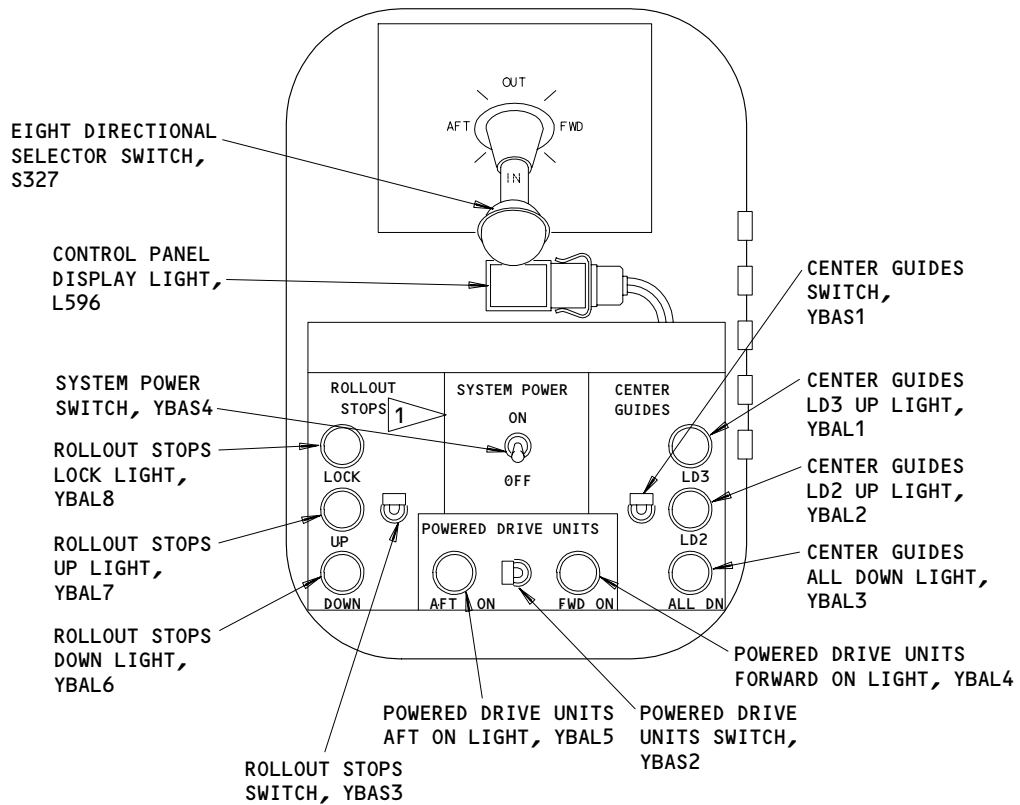 OUT
AFT
FWD
IN
EIGHT DIRECTIONAL
SELECTOR SWITCH,
S327
CONTROL PANEL
DISPLAY LIGHT,
L596
CENTER GUIDES
SWITCH,
YBAS1
SYSTEM POWER
SWITCH, YBAS4
ROLLOUT STOPS
LOCK LIGHT,
YBAL8
ROLLOUT STOPS
UP LIGHT,
YBAL7
ROLLOUT STOPS
DOWN LIGHT,
YBAL6
ROLLOUT
STOPS
1
LOCK
UP
DOWN
SYSTEM POWER
ON
OFF
POWERED DRIVE UNITS
AFT ON
FWD ON
CENTER
GUIDES
LD3
LD2
ALL DN
CENTER GUIDES
LD3 UP LIGHT,
YBAL1
CENTER GUIDES
LD2 UP LIGHT,
YBAL2
CENTER GUIDES
ALL DOWN LIGHT,
YBAL3
POWERED DRIVE UNITS
FORWARD ON LIGHT, YBAL4
POWERED DRIVE UNITS
AFT ON LIGHT, YBAL5
POWERED DRIVE
UNITS SWITCH,
YBAS2
ROLLOUT STOPS
SWITCH, YBAS3